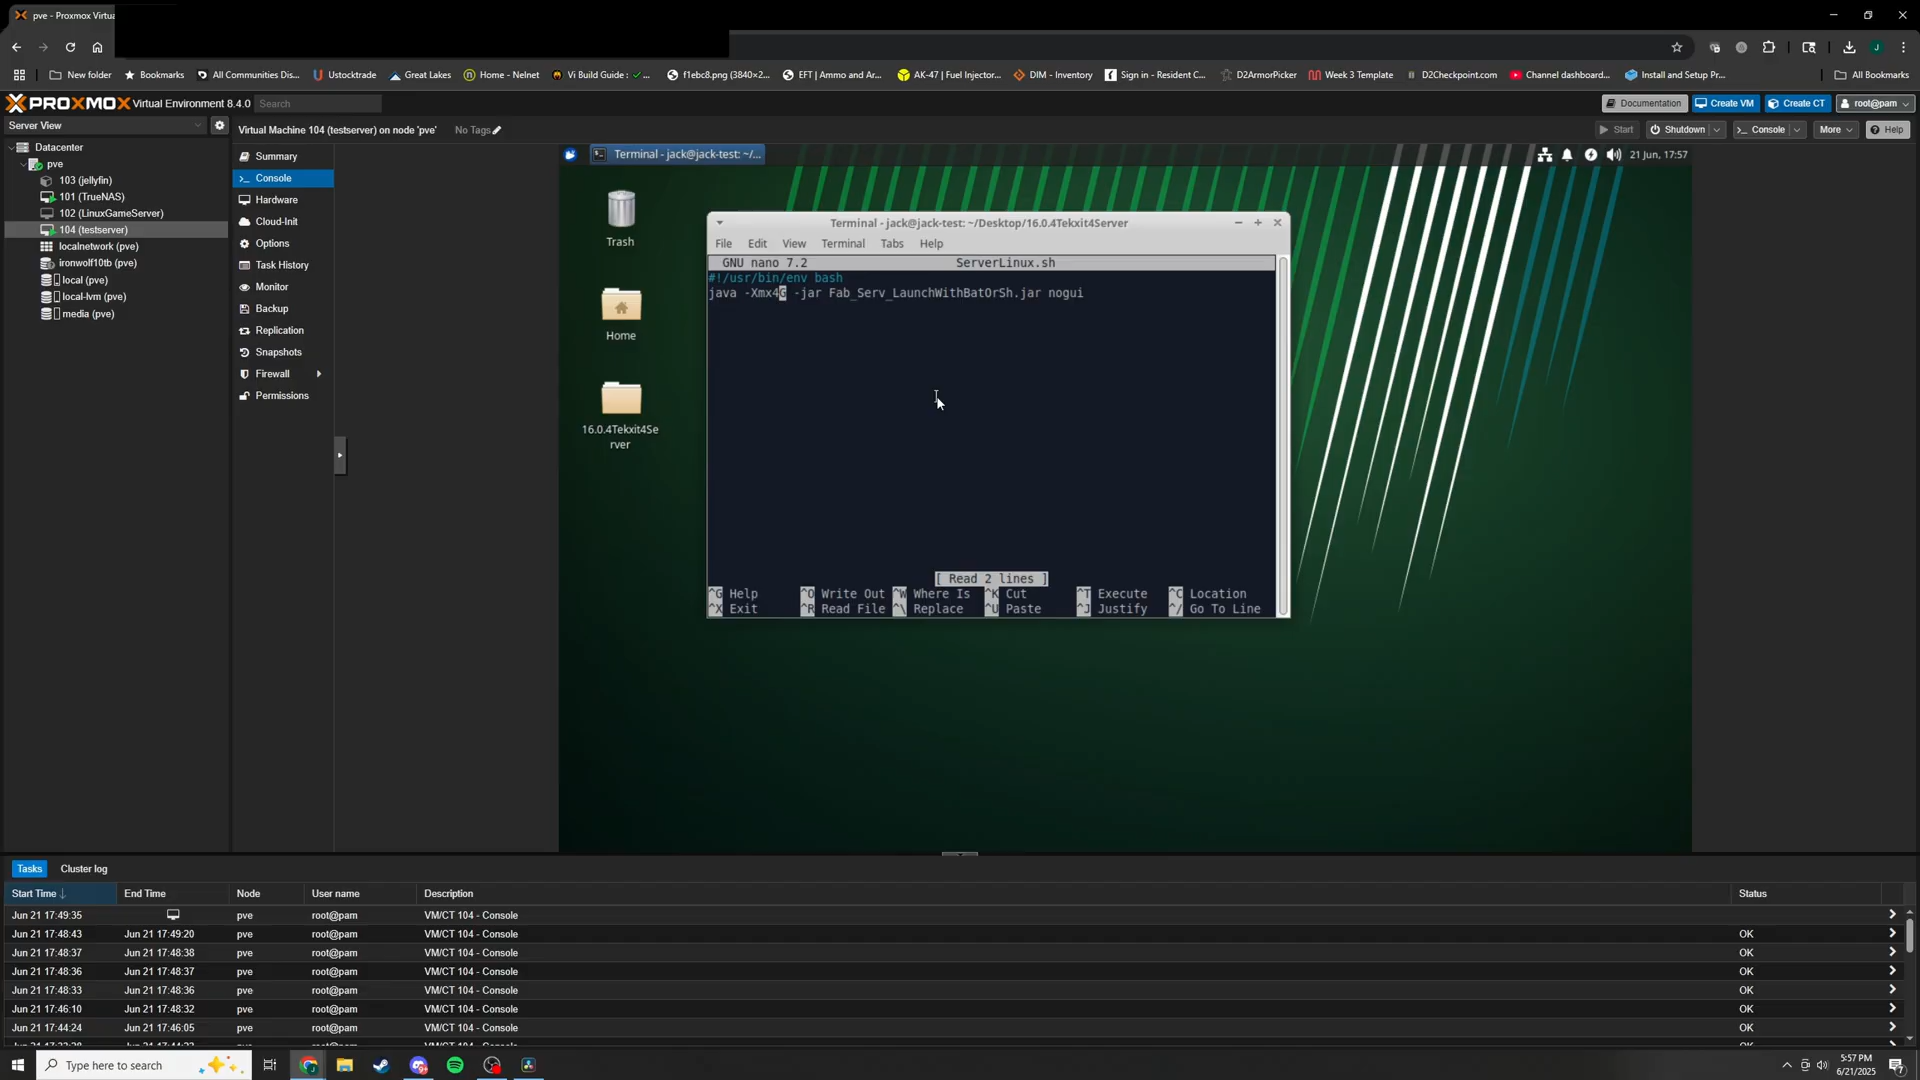 pve - Proxmox Virtua
New folder
Bookmarks
All Communities Dis...
Ustocktrade
Great Lakes
Home - Nelnet
Vi Build Guide : ✓ ...
f1ebc8.png (3840×2...
EFT | Ammo and Ar...
AK-47 | Fuel Injector...
DIM - Inventory
Sign in - Resident C...
D2ArmorPicker
Week 3 Template
D2Checkpoint.com
Channel dashboard...
Install and Setup Pr...
All Bookmarks
PROXMOX Virtual Environment 8.4.0
Search
Documentation
Create VM
Create CT
root@pam
Server View
Virtual Machine 104 (testserver) on node 'pve'
No Tags
Start
Shutdown
Console
More
Help
Datacenter
pve
103 (jellyfin)
101 (TrueNAS)
102 (LinuxGameServer)
104 (testserver)
localnetwork (pve)
ironwolf10tb (pve)
local (pve)
local-lvm (pve)
media (pve)
Summary
Console
Hardware
Cloud-Init
Options
Task History
Monitor
Backup
Replication
Snapshots
Firewall
Permissions
Terminal - jack@jack-test: ~/...
21 Jun, 17:57
Trash
Home
16.0.4Tekxit4Se
rver
Terminal - jack@jack-test: ~/Desktop/16.0.4Tekxit4Server
File Edit View Terminal Tabs Help
GNU nano 7.2 ServerLinux.sh
#!/usr/bin/env bash
java -Xmx4G -jar Fab_Serv_LaunchWithBatOrSh.jar nogui
[ Read 2 lines ]
^G Help ^O Write Out ^W Where Is ^K Cut ^T Execute ^C Location
^X Exit ^R Read File ^\ Replace ^U Paste ^J Justify ^/ Go To Line
Tasks
Cluster log
Start Time End Time Node User name Description Status
Jun 21 17:49:35 pve root@pam VM/CT 104 - Console
Jun 21 17:48:43 Jun 21 17:49:20 pve root@pam VM/CT 104 - Console OK
Jun 21 17:48:37 Jun 21 17:48:38 pve root@pam VM/CT 104 - Console OK
Jun 21 17:48:36 Jun 21 17:48:37 pve root@pam VM/CT 104 - Console OK
Jun 21 17:48:33 Jun 21 17:48:36 pve root@pam VM/CT 104 - Console OK
Jun 21 17:46:10 Jun 21 17:48:32 pve root@pam VM/CT 104 - Console OK
Jun 21 17:44:24 Jun 21 17:46:05 pve root@pam VM/CT 104 - Console OK
Type here to search
5:57 PM
6/21/2025